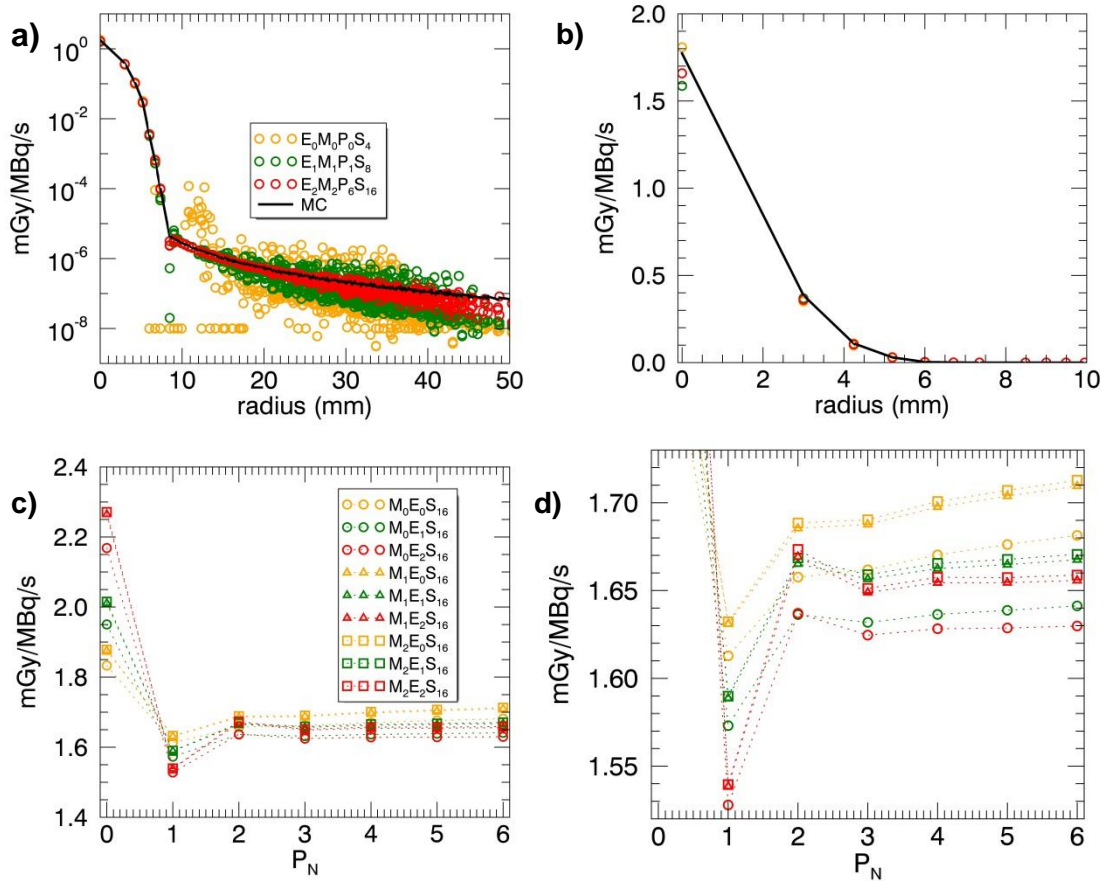 a)
mGy/MBq/s
10⁰
10⁻²
10⁻⁴
10⁻⁶
10⁻⁸
E₀M₀P₀S₄
E₁M₁P₁S₈
E₂M₂P₆S₁₆
MC
0 10 20 30 40 50
radius (mm)
b)
mGy/MBq/s
2.0
1.5
1.0
0.5
0.0
0 2 4 6 8 10
radius (mm)
c)
mGy/MBq/s
2.4
2.2
2.0
1.8
1.6
1.4
M₀E₀S₁₆
M₀E₁S₁₆
M₀E₂S₁₆
M₁E₀S₁₆
M₁E₁S₁₆
M₁E₂S₁₆
M₂E₀S₁₆
M₂E₁S₁₆
M₂E₂S₁₆
0 1 2 3 4 5 6
P_N
d)
mGy/MBq/s
1.70
1.65
1.60
1.55
0 1 2 3 4 5 6
P_N